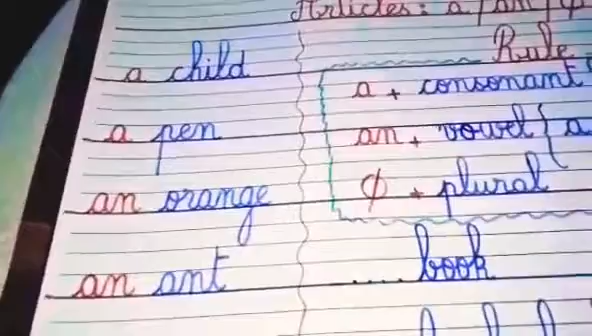 Articles: a / an / ϕ
Rule
a child
a + consonant
a pen
an + vowel { a
an orange
ϕ + plural
an ant
..... book